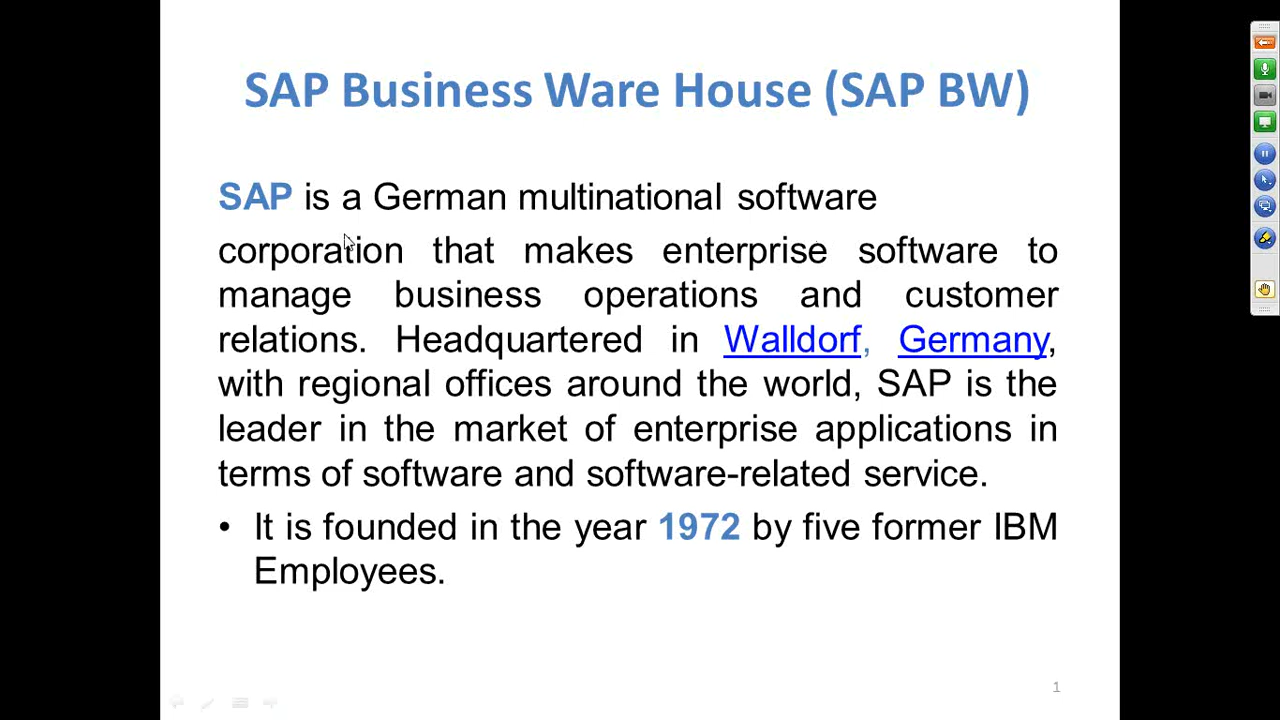 SAP Business Ware House (SAP BW)
SAP is a German multinational software
corporation that makes enterprise software to
manage business operations and customer
relations. Headquartered in Walldorf, Germany,
with regional offices around the world, SAP is the
leader in the market of enterprise applications in
terms of software and software-related service.
• It is founded in the year 1972 by five former IBM
Employees.
1